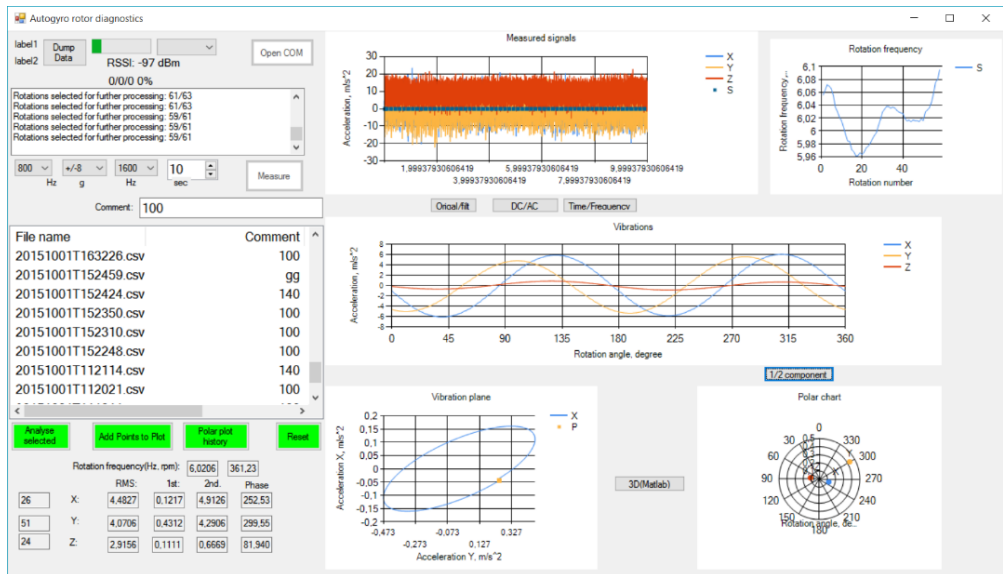 Autogyro rotor diagnostics
label1
label2
Dump Data
RSSI: -97 dBm
Open COM
0/0/0 0%
Rotations selected for further processing: 61/63
Rotations selected for further processing: 61/63
Rotations selected for further processing: 59/61
Rotations selected for further processing: 59/61
Rotations selected for further processing: 59/61
800 +/-8 1600 10
Hz g Hz sec
Measure
Comment: 100
File name Comment
20151001T163226.csv 100
20151001T152459.csv gg
20151001T152424.csv 140
20151001T152350.csv 100
20151001T152310.csv 100
20151001T152248.csv 100
20151001T112114.csv 140
20151001T112021.csv 100
Analyse selected
Add Points to Plot
Polar plot history
Reset
Rotation frequency(Hz, rpm): 6,0206 361,23
RMS: 1st: 2nd. Phase
26 X: 4,4827 0,1217 4,9126 252,53
51 Y: 4,0706 0,4312 4,2906 299,55
24 Z: 2,9156 0,1111 0,6669 81,940
Measured signals
Acceleration, m/s^2
30
20
10
0
-10
-20
-30
1,99937930606419 5,99937930606419 9,99937930606419
3,99937930606419 7,99937930606419
X
Y
Z
S
Rotation frequency
Rotation frequency,...
6,1
6,08
6,06
6,04
6,02
6
5,98
5,96
0 20 40 60
Rotation number
S
Orical/filt
DC/AC
Time/Frequency
Vibrations
Acceleration, m/s^2
8
6
4
2
0
-2
-4
-6
-8
0 45 90 135 180 225 270 315 360
Rotation angle, degree
X
Y
Z
1/2 component
Vibration plane
Acceleration X, m/s^2
0,2
0,15
0,1
0,05
0
-0,05
-0,1
-0,15
-0,2
-0,473 -0,073 0,327
-0,273 0,127
Acceleration Y, m/s^2
X
P
3D(Matlab)
Polar chart
0
30 330
60 300
90 270
120 240
150 210
180
0,5
Y
Rotation angle, de...